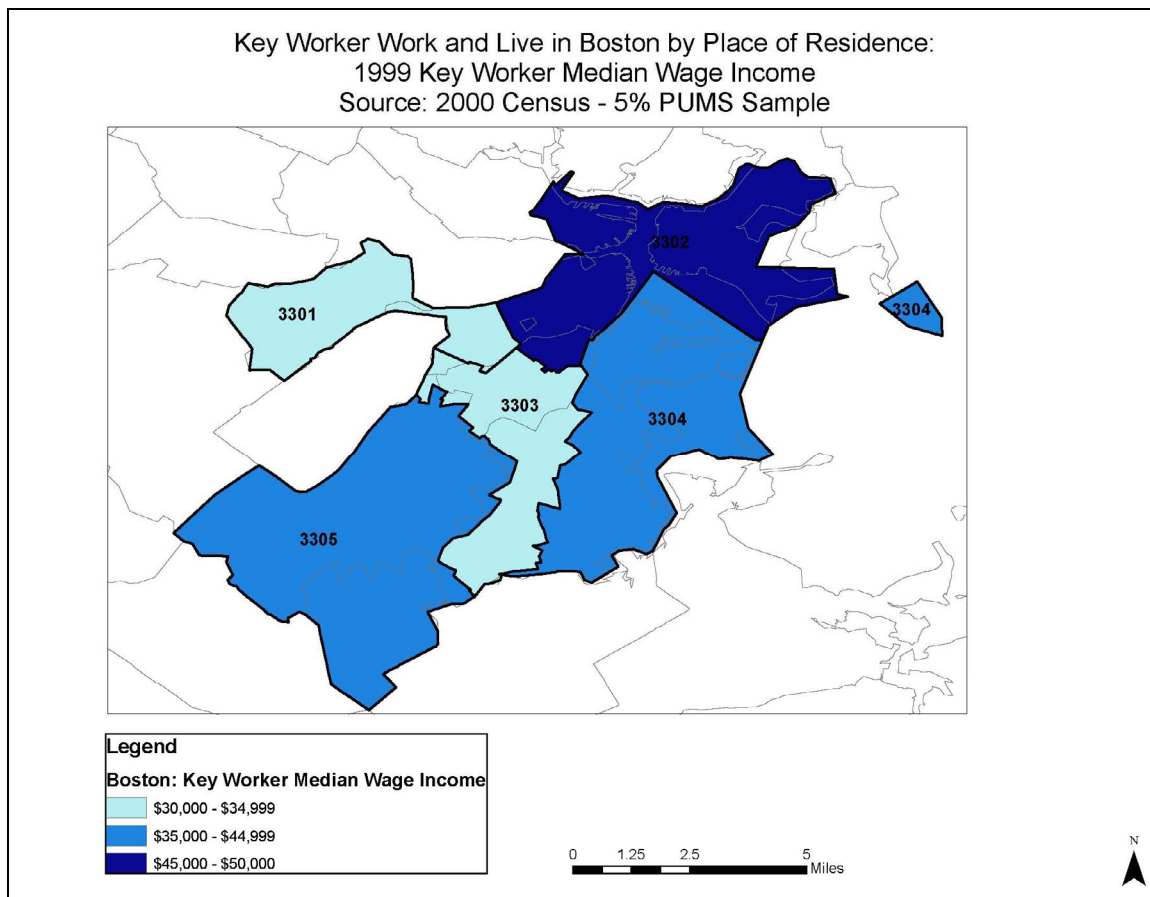 Key Worker Work and Live in Boston by Place of Residence:
1999 Key Worker Median Wage Income
Source: 2000 Census - 5% PUMS Sample
3302
3301
3304
3303
3304
3305
Legend
Boston: Key Worker Median Wage Income
$30,000 - $34,999
$35,000 - $44,999
$45,000 - $50,000
0 1.25 2.5 5
Miles
N